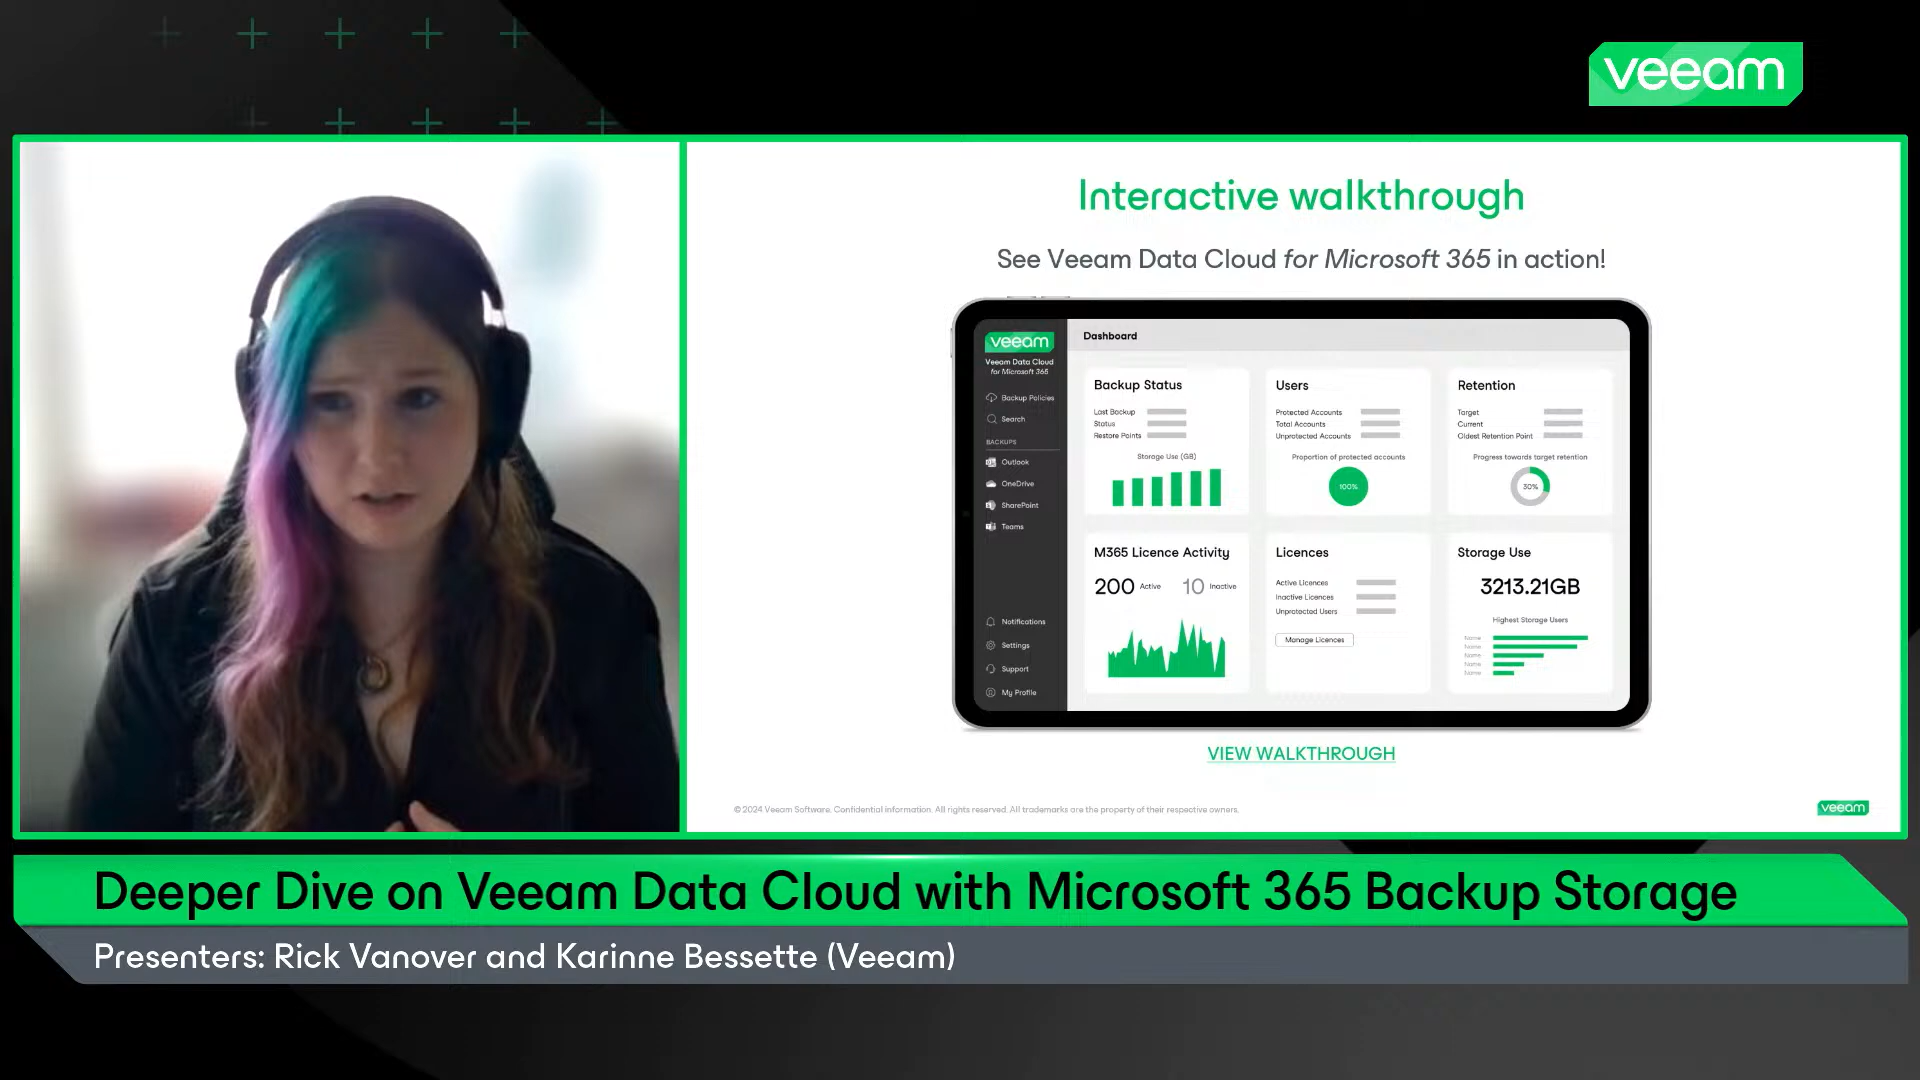 veeam
Interactive walkthrough
See Veeam Data Cloud for Microsoft 365 in action!
veeam
Veeam Data Cloud
for Microsoft 365
Backup Policies
Search
BACKUPS
Outlook
OneDrive
SharePoint
Teams
Notifications
Settings
Support
My Profile
Dashboard
Backup Status
Last Backup
Status
Restore Points
Storage Use (GB)
Users
Protected Accounts
Total Accounts
Unprotected Accounts
Proportion of protected accounts
100%
Retention
Target
Current
Oldest Retention Point
Progress towards target retention
30%
M365 Licence Activity
200 Active 10 Inactive
Licences
Active Licences
Inactive Licences
Unprotected Users
Manage Licences
Storage Use
3213.21GB
Highest Storage Users
Name
Name
Name
Name
Name
VIEW WALKTHROUGH
© 2024 Veeam Software. Confidential information. All rights reserved. All trademarks are the property of their respective owners.
veeam
Deeper Dive on Veeam Data Cloud with Microsoft 365 Backup Storage
Presenters: Rick Vanover and Karinne Bessette (Veeam)